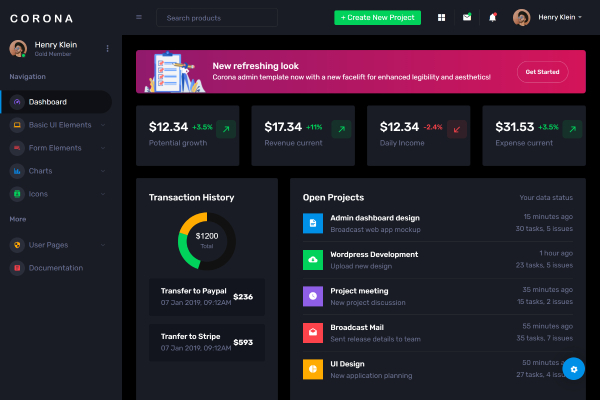 CORONA
Search products
+ Create New Project
Henry Klein
Henry Klein
Gold Member
Navigation
Dashboard
Basic UI Elements
Form Elements
Charts
Icons
More
User Pages
Documentation
New refreshing look
Corona admin template now with a new facelift for enhanced legibility and aesthetics!
Get Started
$12.34 +3.5%
Potential growth
$17.34 +11%
Revenue current
$12.34 -2.4%
Daily Income
$31.53 +3.5%
Expense current
Transaction History
$1200
Total
Transfer to Paypal
07 Jan 2019, 09:12AM
$236
Tranfer to Stripe
07 Jan 2019, 09:12AM
$593
Open Projects
Your data status
Admin dashboard design
Broadcast web app mockup
15 minutes ago
30 tasks, 5 issues
Wordpress Development
Upload new design
1 hour ago
23 tasks, 5 issues
Project meeting
New project discussion
35 minutes ago
15 tasks, 2 issues
Broadcast Mail
Sent release details to team
55 minutes ago
35 tasks, 7 issues
UI Design
New application planning
50 minutes
27 tasks, 4